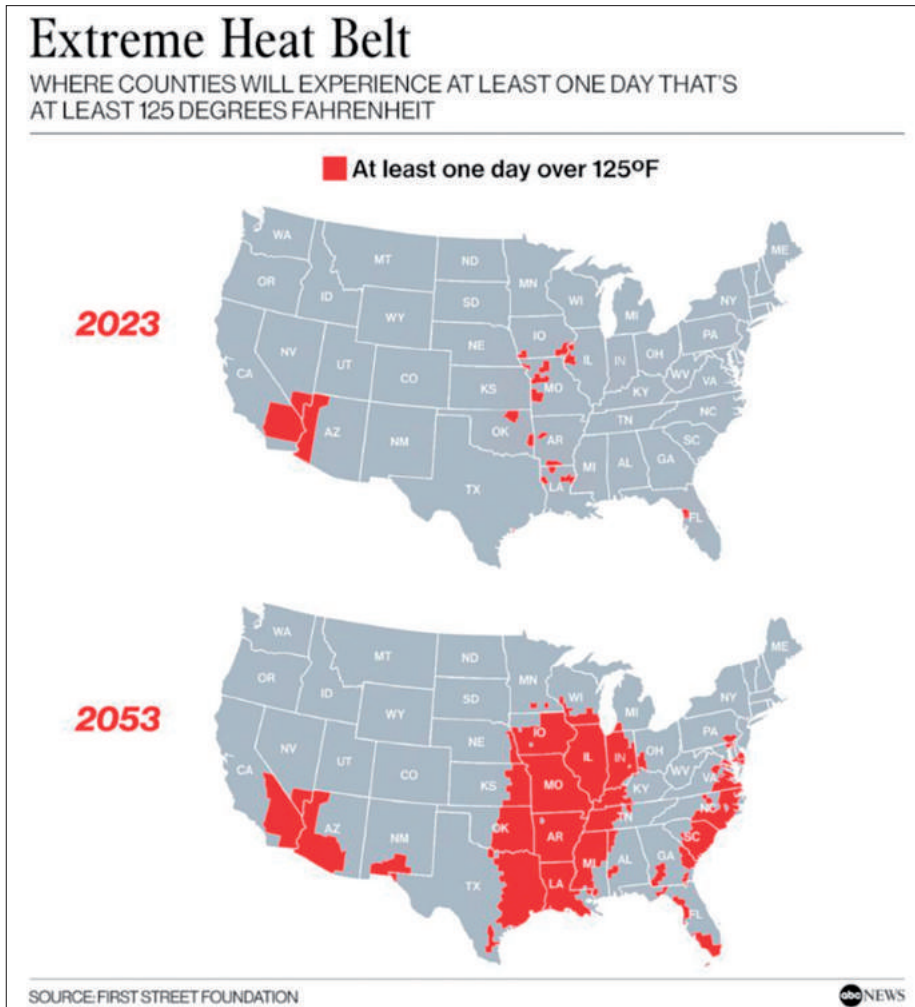 Extreme Heat Belt
WHERE COUNTIES WILL EXPERIENCE AT LEAST ONE DAY THAT'S
AT LEAST 125 DEGREES FAHRENHEIT
At least one day over 125ºF
2023
WA
MT
ND
MN
ME
OR
ID
SD
WI
NY
WY
MI
IO
PA
NE
NV
UT
IL
IN
OH
CA
CO
WV
VA
KS
MO
KY
NC
TN
AZ
NM
OK
AR
SC
MI
AL
GA
TX
LA
FL
2053
WA
MT
ND
MN
ME
OR
ID
SD
WI
NY
WY
MI
IO
PA
NE
NV
UT
IL
IN
OH
CA
CO
WV
VA
KS
MO
KY
NC
TN
AZ
NM
OK
AR
SC
MI
AL
GA
TX
LA
FL
SOURCE: FIRST STREET FOUNDATION
abc NEWS